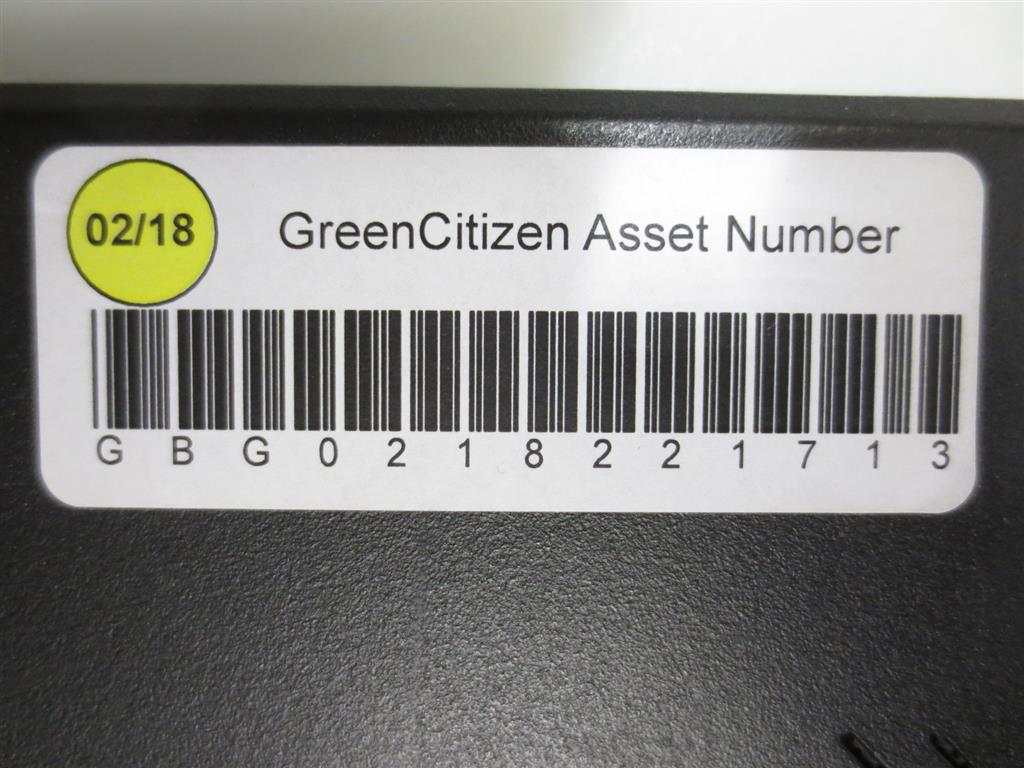 02/18
GreenCitizen Asset Number
GBG0218221713